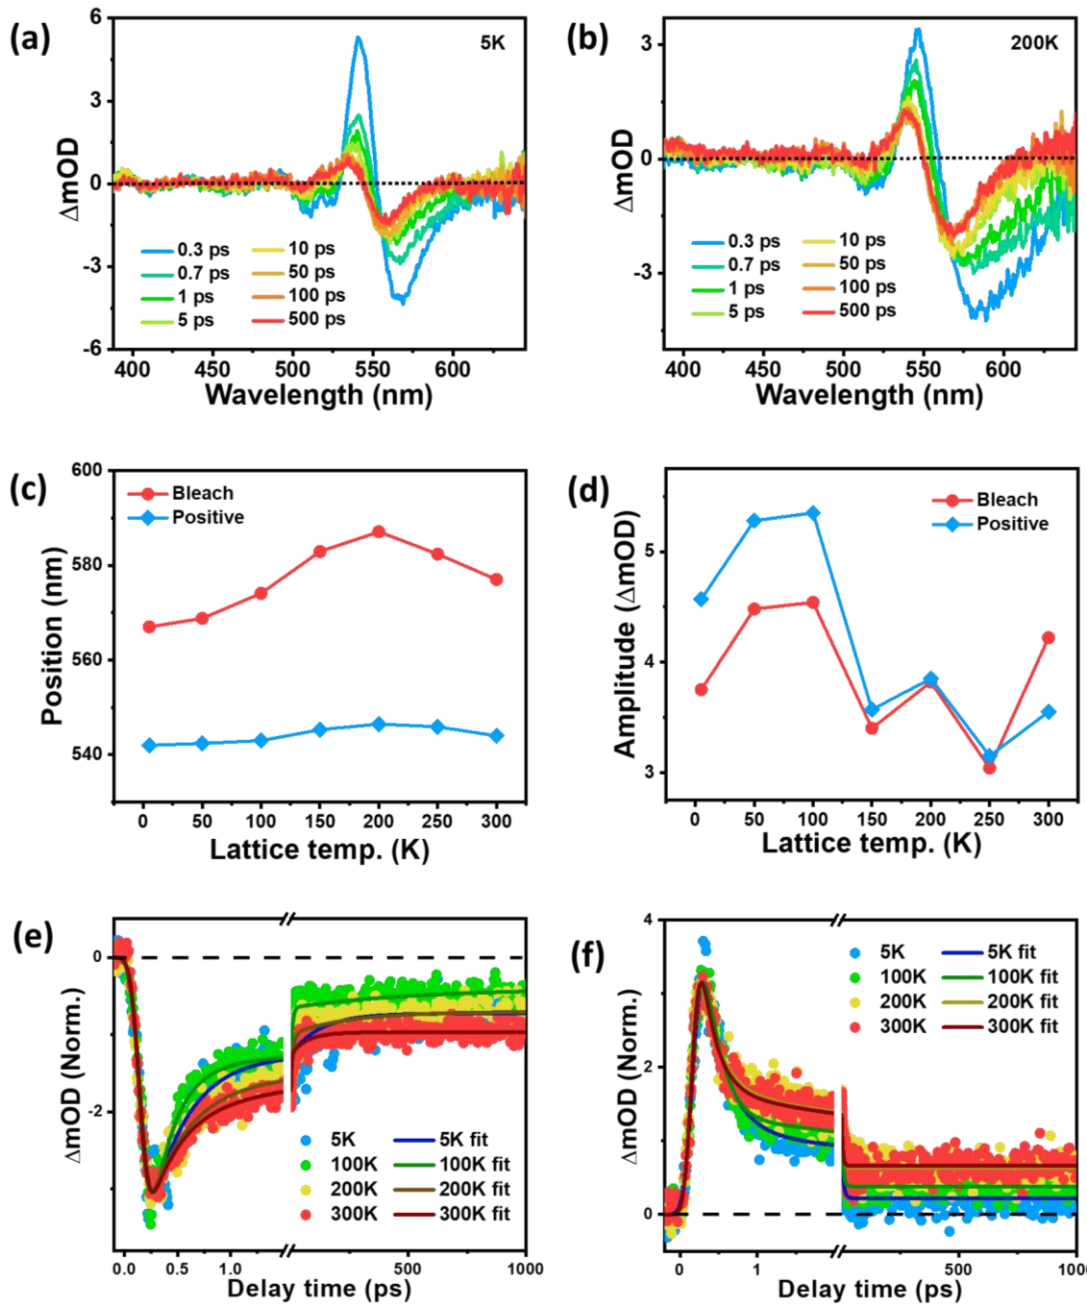 (a)
5K
6
3
0
-3
-6
ΔmOD
0.3 ps
0.7 ps
1 ps
5 ps
10 ps
50 ps
100 ps
500 ps
400 450 500 550 600
Wavelength (nm)
(b)
200K
3
0
-3
ΔmOD
0.3 ps
0.7 ps
1 ps
5 ps
10 ps
50 ps
100 ps
500 ps
400 450 500 550 600
Wavelength (nm)
(c)
Bleach
Positive
600
580
560
540
Position (nm)
0 50 100 150 200 250 300
Lattice temp. (K)
(d)
Bleach
Positive
5
4
3
Amplitude (ΔmOD)
0 50 100 150 200 250 300
Lattice temp. (K)
(e)
0
-2
ΔmOD (Norm.)
5K 5K fit
100K 100K fit
200K 200K fit
300K 300K fit
0.0 0.5 1.0 500 1000
Delay time (ps)
(f)
4
2
0
ΔmOD (Norm.)
5K 5K fit
100K 100K fit
200K 200K fit
300K 300K fit
0 1 500 1000
Delay time (ps)